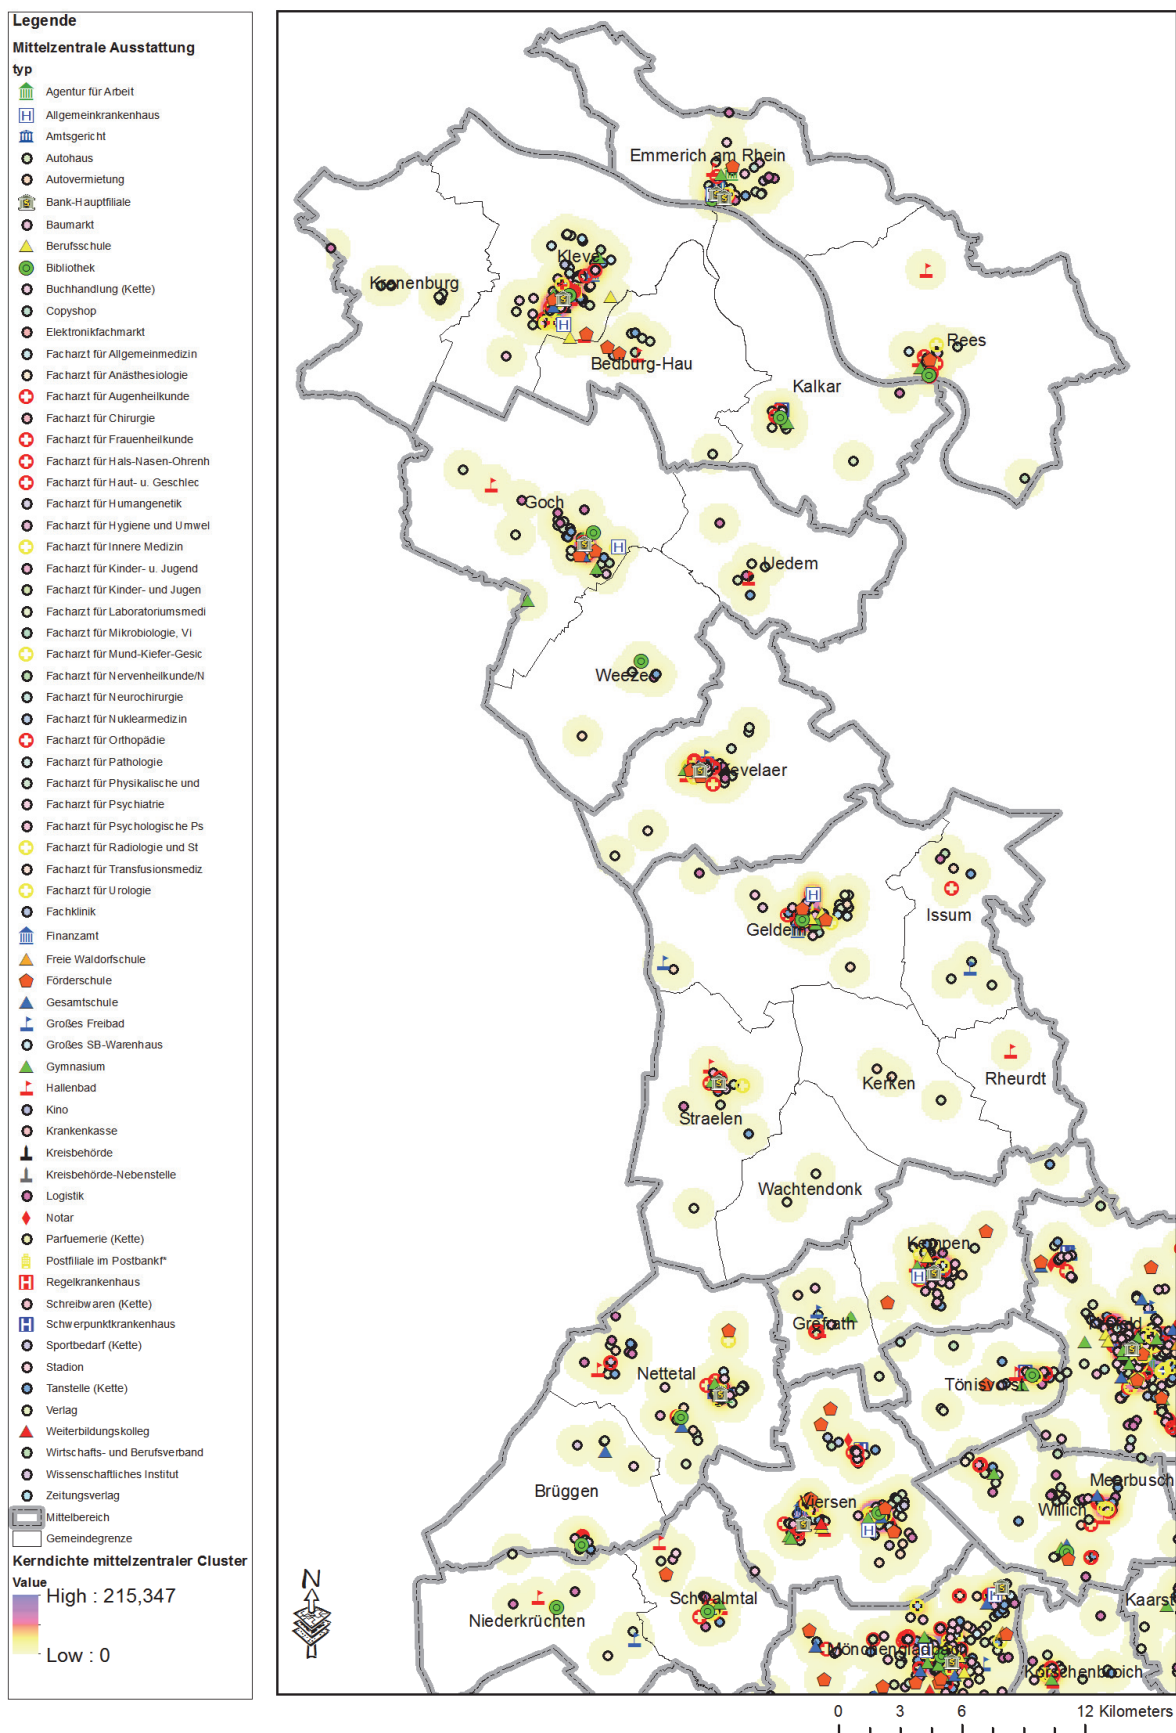 Legende
Mittelzentrale Ausstattung
typ
Agentur für Arbeit
Allgemeinkrankenhaus
Amtsgericht
Autohaus
Autovermietung
Bank-Hauptfiliale
Baumarkt
Berufsschule
Bibliothek
Buchhandlung (Kette)
Copyshop
Elektronikfachmarkt
Facharzt für Allgemeinmedizin
Facharzt für Anästhesiologie
Facharzt für Augenheilkunde
Facharzt für Chirurgie
Facharzt für Frauenheilkunde
Facharzt für Hals-Nasen-Ohrenh
Facharzt für Haut- u. Geschlec
Facharzt für Humangenetik
Facharzt für Hygiene und Umwel
Facharzt für Innere Medizin
Facharzt für Kinder- u. Jugend
Facharzt für Kinder- und Jugen
Facharzt für Laboratoriumsmedi
Facharzt für Mikrobiologie, Vi
Facharzt für Mund-Kiefer-Gesic
Facharzt für Nervenheilkunde/N
Facharzt für Neurochirurgie
Facharzt für Nuklearmedizin
Facharzt für Orthopädie
Facharzt für Pathologie
Facharzt für Physikalische und
Facharzt für Psychiatrie
Facharzt für Psychologische Ps
Facharzt für Radiologie und St
Facharzt für Transfusionsmediz
Facharzt für Urologie
Fachklinik
Finanzamt
Freie Waldorfschule
Förderschule
Gesamtschule
Großes Freibad
Großes SB-Warenhaus
Gymnasium
Hallenbad
Kino
Krankenkasse
Kreisbehörde
Kreisbehörde-Nebenstelle
Logistik
Notar
Parfuemerie (Kette)
Postfiliale im Postbankf*
Regelkrankenhaus
Schreibwaren (Kette)
Schwerpunktkrankenhaus
Sportbedarf (Kette)
Stadion
Tanstelle (Kette)
Verlag
Weiterbildungskolleg
Wirtschafts- und Berufsverband
Wissenschaftliches Institut
Zeitungsverlag
Mittelbereich
Gemeindegrenze
Kerndichte mittelzentraler Cluster
Value
High : 215,347
Low : 0
Emmerich am Rhein
Kleve
Kranenburg
Rees
Bedburg-Hau
Kalkar
Goch
Uedem
Weeze
Kevelaer
Issum
Geldern
Kerken
Rheurdt
Straelen
Wachtendonk
Kempen
Grefrath
Krefeld
Nettetal
Tönisvorst
Meerbusch
Brüggen
Viersen
Willich
Schwalmtal
Kaarst
Niederkrüchten
Mönchengladbach
Korschenbroich
N
0 3 6 12 Kilometers